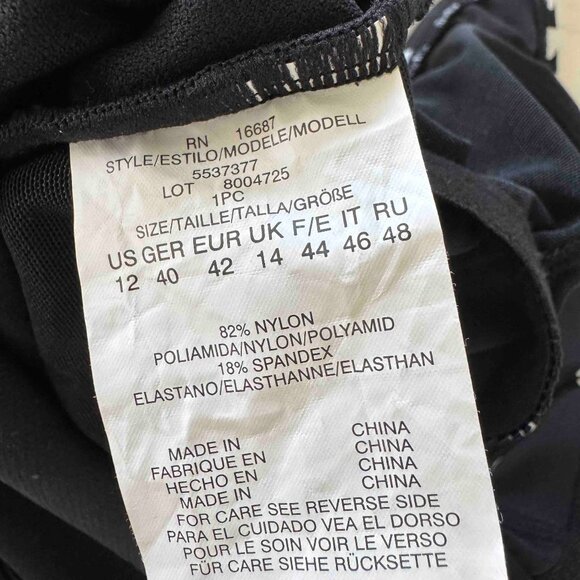 RN 16687
STYLE/ESTILO/MODELE/MODELL
5537377
LOT 8004725
1PC
SIZE/TAILLE/TALLA/GRÖßE
US GER EUR UK F/E IT RU
12 40 42 14 44 46 48
82% NYLON
POLIAMIDA/NYLON/POLYAMID
18% SPANDEX
ELASTANO/ELASTHANNE/ELASTHAN
MADE IN CHINA
FABRIQUE EN CHINA
HECHO EN CHINA
MADE IN CHINA
FOR CARE SEE REVERSE SIDE
PARA EL CUIDADO VEA EL DORSO
POUR LE SOIN VOIR LE VERSO
FÜR CARE SIEHE RÜCKSETTE